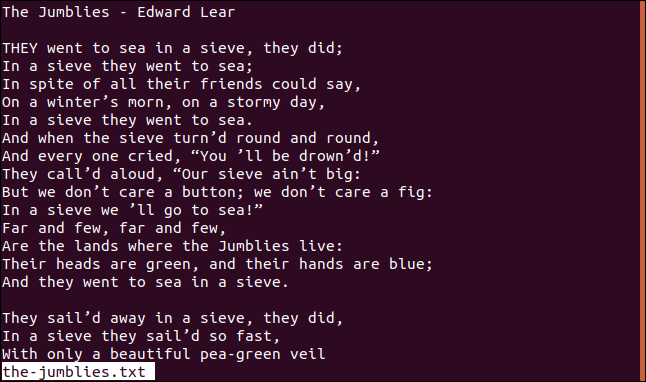 The Jumblies - Edward Lear

THEY went to sea in a sieve, they did;
In a sieve they went to sea;
In spite of all their friends could say,
On a winter’s morn, on a stormy day,
In a sieve they went to sea.
And when the sieve turn’d round and round,
And every one cried, “You ’ll be drown’d!”
They call’d aloud, “Our sieve ain’t big:
But we don’t care a button; we don’t care a fig:
In a sieve we ’ll go to sea!”
Far and few, far and few,
Are the lands where the Jumblies live:
Their heads are green, and their hands are blue;
And they went to sea in a sieve.

They sail’d away in a sieve, they did,
In a sieve they sail’d so fast,
With only a beautiful pea-green veil
the-jumblies.txt